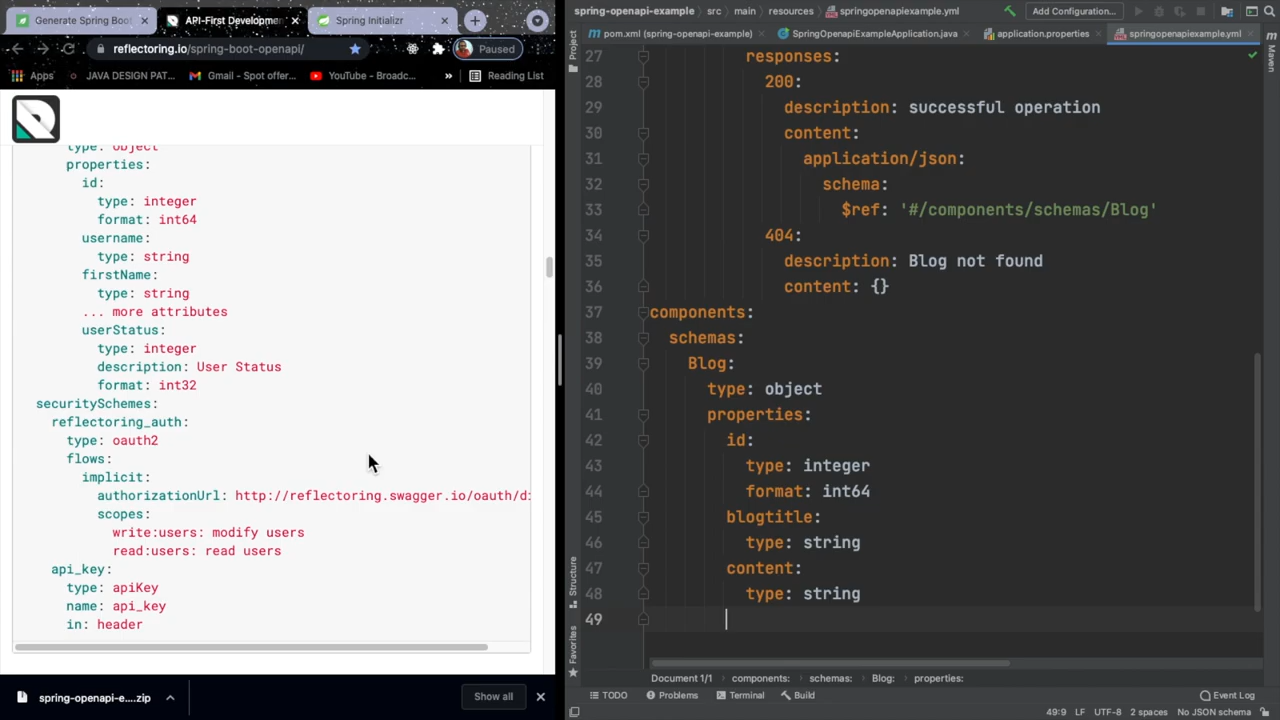 Generate Spring Boot
API-First Developmen
Spring Initializr
reflectoring.io/spring-boot-openapi/
Paused
Apps
JAVA DESIGN PAT...
Gmail - Spot offer...
YouTube - Broadc...
»
Reading List
type: object
properties:
id:
type: integer
format: int64
username:
type: string
firstName:
type: string
... more attributes
userStatus:
type: integer
description: User Status
format: int32
securitySchemes:
reflectoring_auth:
type: oauth2
flows:
implicit:
authorizationUrl: http://reflectoring.swagger.io/oauth/di
scopes:
write:users: modify users
read:users: read users
api_key:
type: apiKey
name: api_key
in: header
spring-openapi-e....zip
Show all
spring-openapi-example
src
main
resources
springopenapiexample.yml
Add Configuration...
pom.xml (spring-openapi-example)
SpringOpenapiExampleApplication.java
application.properties
springopenapiexample.yml
Project
Structure
Favorites
Maven
27 responses:
28 200:
29 description: successful operation
30 content:
31 application/json:
32 schema:
33 $ref: '#/components/schemas/Blog'
34 404:
35 description: Blog not found
36 content: {}
37 components:
38 schemas:
39 Blog:
40 type: object
41 properties:
42 id:
43 type: integer
44 format: int64
45 blogtitle:
46 type: string
47 content:
48 type: string
49
Document 1/1
components:
schemas:
Blog:
properties:
TODO
Problems
Terminal
Build
Event Log
49:9 LF UTF-8 2 spaces No JSON schema